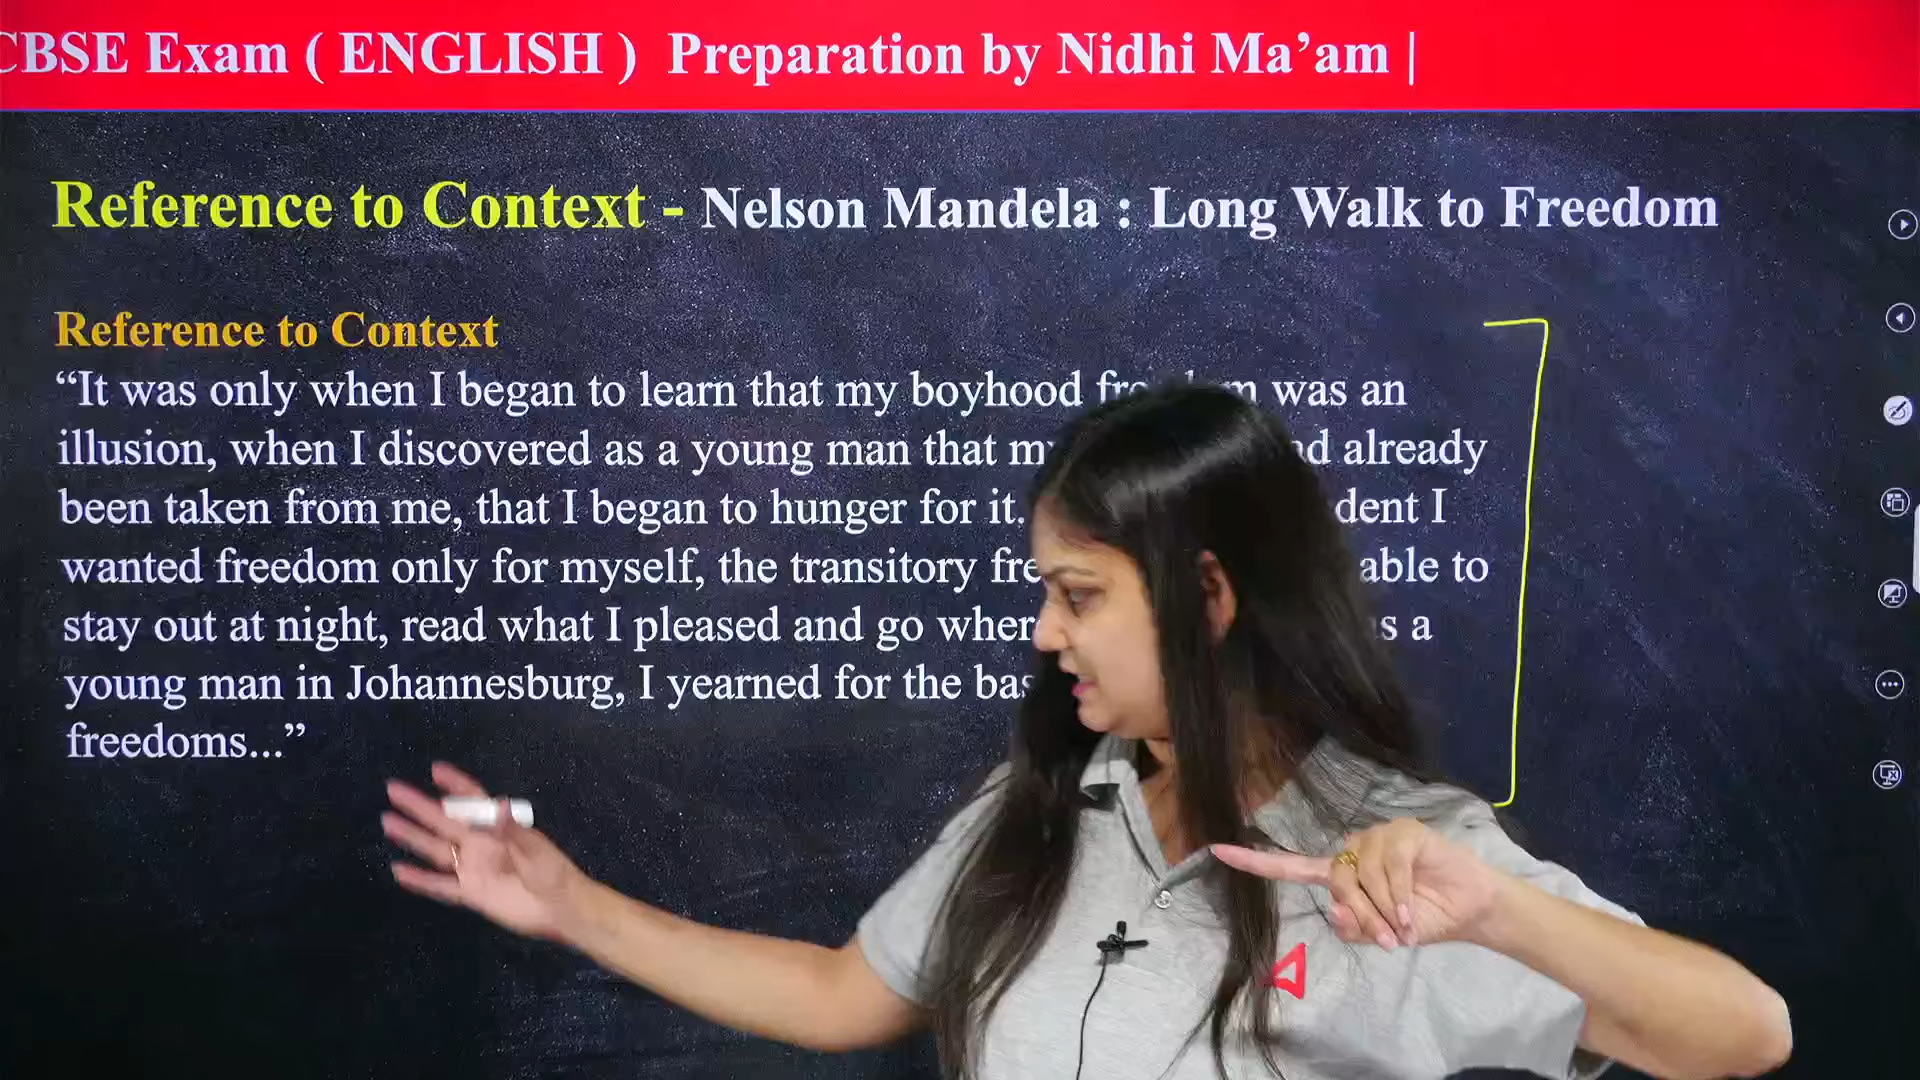 CBSE Exam ( ENGLISH ) Preparation by Nidhi Ma’am |
Reference to Context - Nelson Mandela : Long Walk to Freedom
Reference to Context
“It was only when I began to learn that my boyhood was an
illusion, when I discovered as a young man that already
been taken from me, that I began to hunger for it. I
wanted freedom only for myself, the transitory able to
stay out at night, read what I pleased and go a
young man in Johannesburg, I yearned for the
freedoms...”